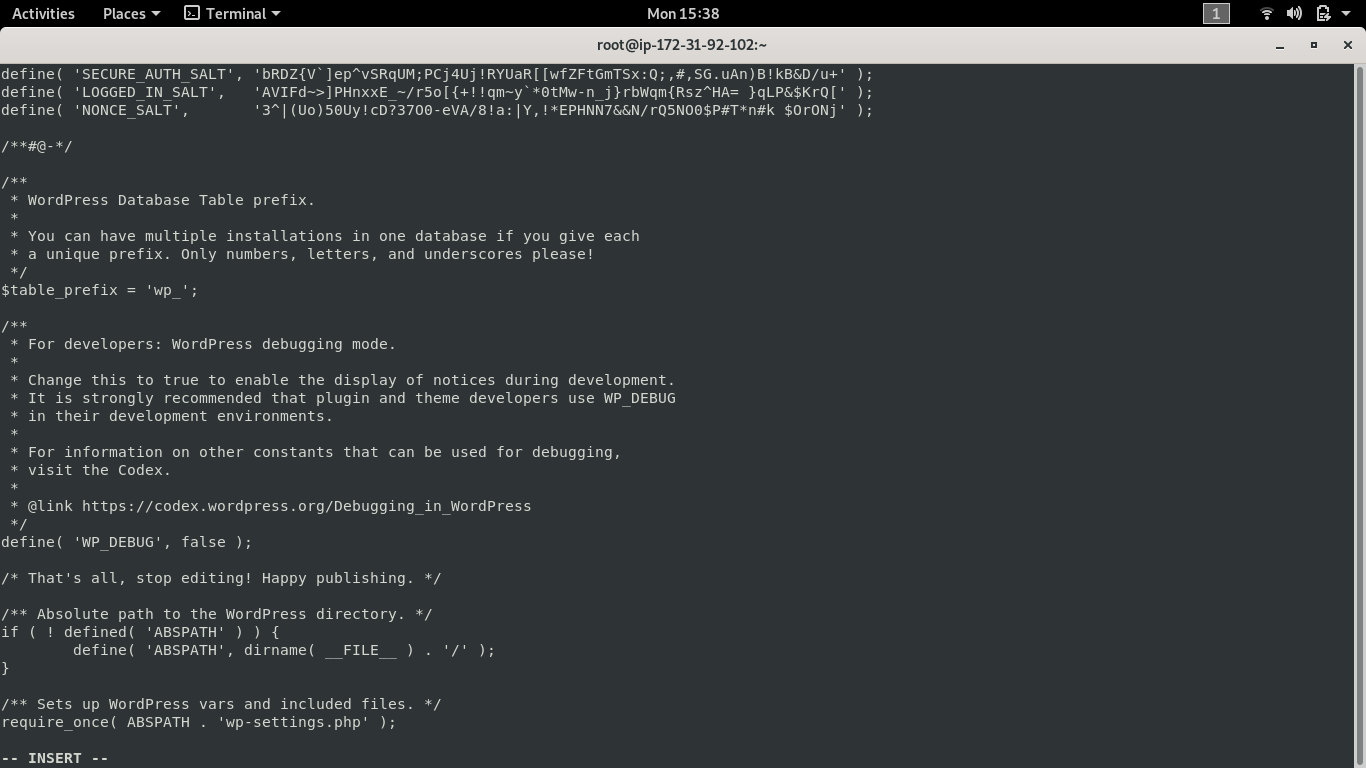 Activities Places Terminal Mon 15:38 1
root@ip-172-31-92-102:~
define( 'SECURE_AUTH_SALT', 'bRDZ{V`]ep^vSRqUM;PCj4Uj!RYUaR[[wfZFtGmTSx:Q;,#,SG.uAn)B!kB&D/u+' );
define( 'LOGGED_IN_SALT',   'AVIFd~>]PHnxxE_~/r5o[{+!!qm~y`*0tMw-n_j}rbWqm{Rsz^HA= }qLP&$KrQ[' );
define( 'NONCE_SALT',       '3^|(Uo)50Uy!cD?37O0-eVA/8!a:|Y,!*EPHNN7&&N/rQ5NO0$P#T*n#k $OrONj' );
/**#@-*/
/**
 * WordPress Database Table prefix.
 *
 * You can have multiple installations in one database if you give each
 * a unique prefix. Only numbers, letters, and underscores please!
 */
$table_prefix = 'wp_';
/**
 * For developers: WordPress debugging mode.
 *
 * Change this to true to enable the display of notices during development.
 * It is strongly recommended that plugin and theme developers use WP_DEBUG
 * in their development environments.
 *
 * For information on other constants that can be used for debugging,
 * visit the Codex.
 *
 * @link https://codex.wordpress.org/Debugging_in_WordPress
 */
define( 'WP_DEBUG', false );
/* That's all, stop editing! Happy publishing. */
/** Absolute path to the WordPress directory. */
if ( ! defined( 'ABSPATH' ) ) {
        define( 'ABSPATH', dirname( __FILE__ ) . '/' );
}
/** Sets up WordPress vars and included files. */
require_once( ABSPATH . 'wp-settings.php' );
-- INSERT --